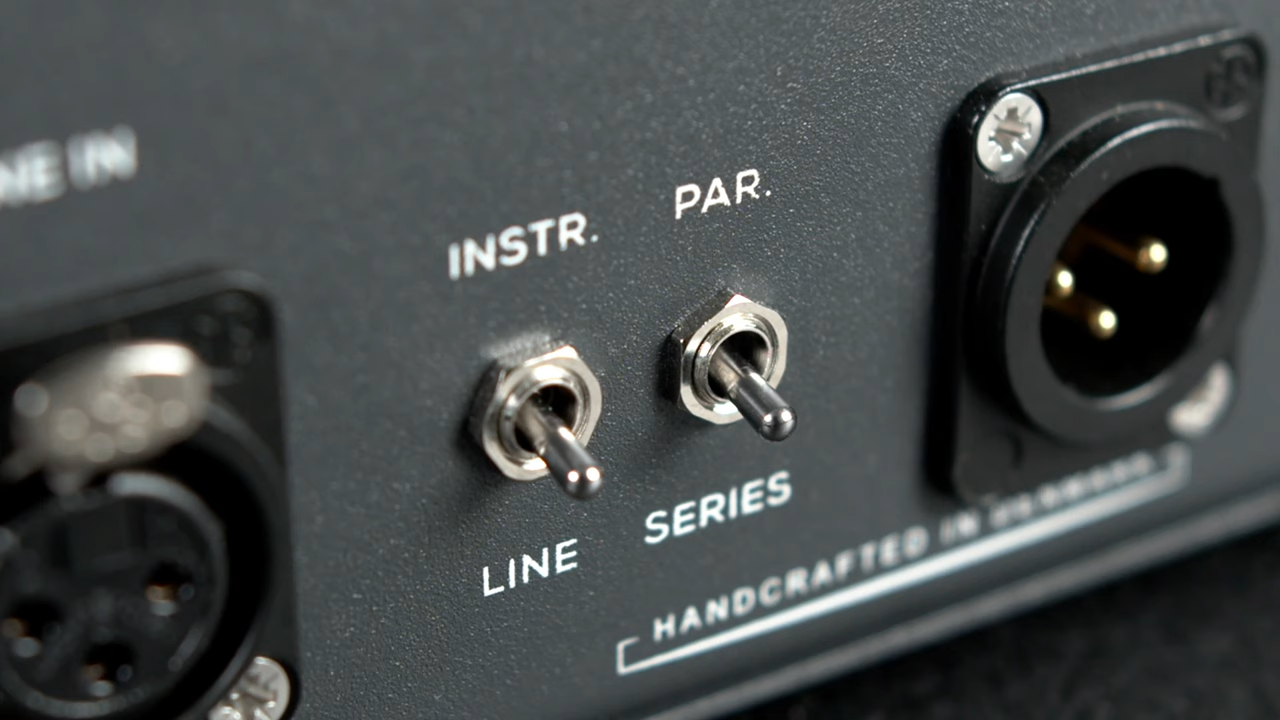 NE IN
INSTR.
PAR.
LINE
SERIES
HANDCRAFTED IN